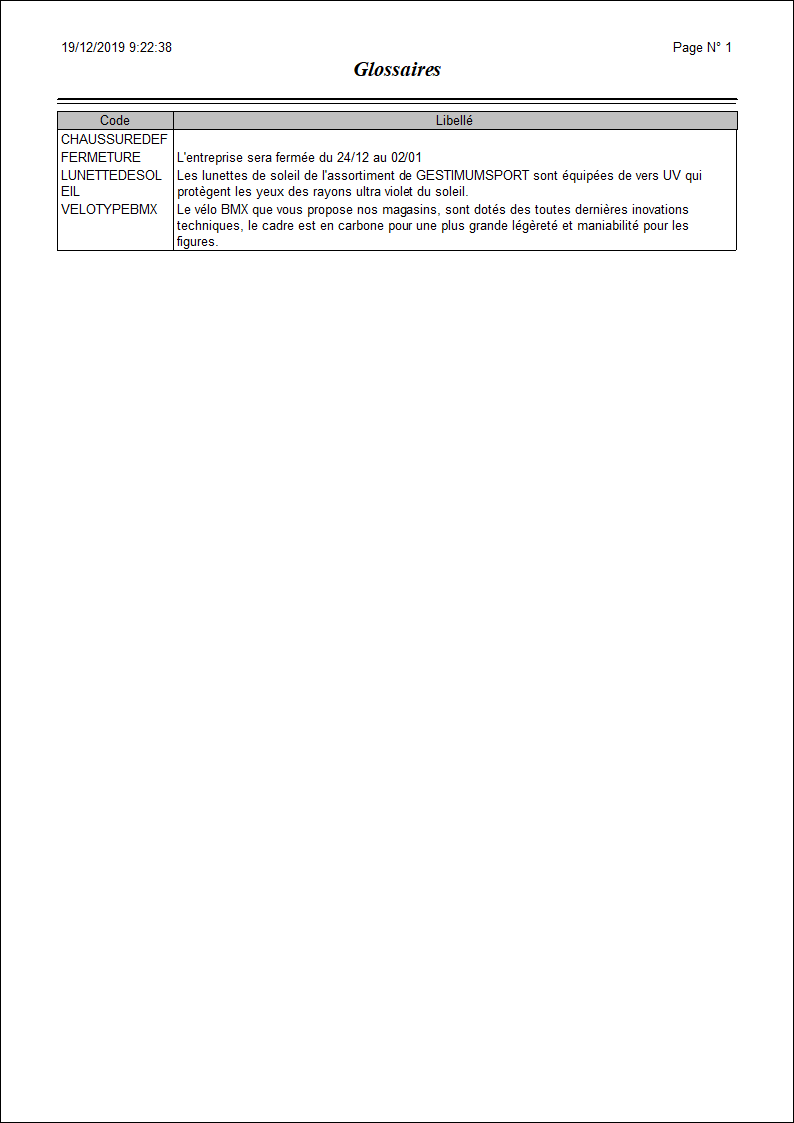 19/12/2019 9:22:38 Page N° 1
Glossaires
Code Libellé
CHAUSSUREDEF
FERMETURE L'entreprise sera fermée du 24/12 au 02/01
LUNETTEDESOL Les lunettes de soleil de l'assortiment de GESTIMUMSPORT sont équipées de vers UV qui
EIL protègent les yeux des rayons ultra violet du soleil.
VELOTYPEBMX Le vélo BMX que vous propose nos magasins, sont dotés des toutes dernières inovations
techniques, le cadre est en carbone pour une plus grande légèreté et maniabilité pour les
figures.